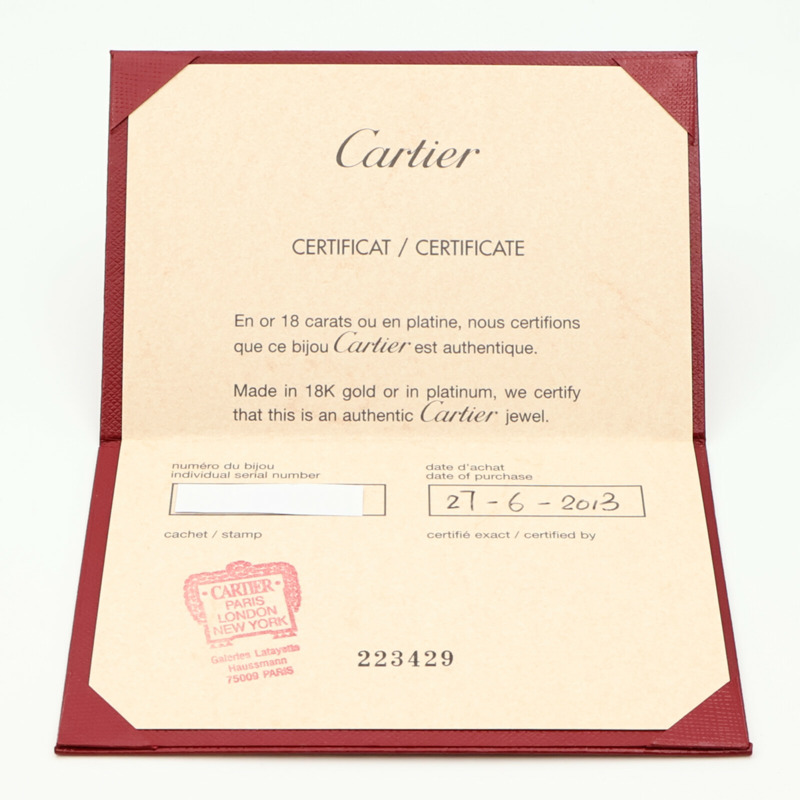 Cartier
CERTIFICAT / CERTIFICATE
En or 18 carats ou en platine, nous certifions
que ce bijou Cartier est authentique.
Made in 18K gold or in platinum, we certify
that this is an authentic Cartier jewel.
numéro du bijou
individual serial number
date d'achat
date of purchase
27-6-2013
cachet / stamp
certifié exact / certified by
CARTIER
PARIS
LONDON
NEW YORK
Galeries Lafayette
Haussmann
75009 PARIS
223429